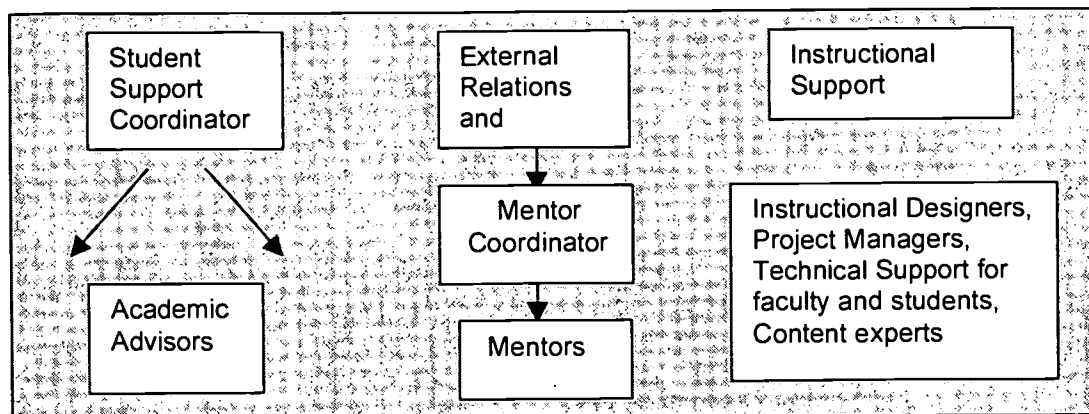 Student
Support
Coordinator
External
Relations
and
Instructional
Support
Mentor
Coordinator
Instructional Designers,
Project Managers,
Technical Support for
faculty and students,
Content experts
Academic
Advisors
Mentors